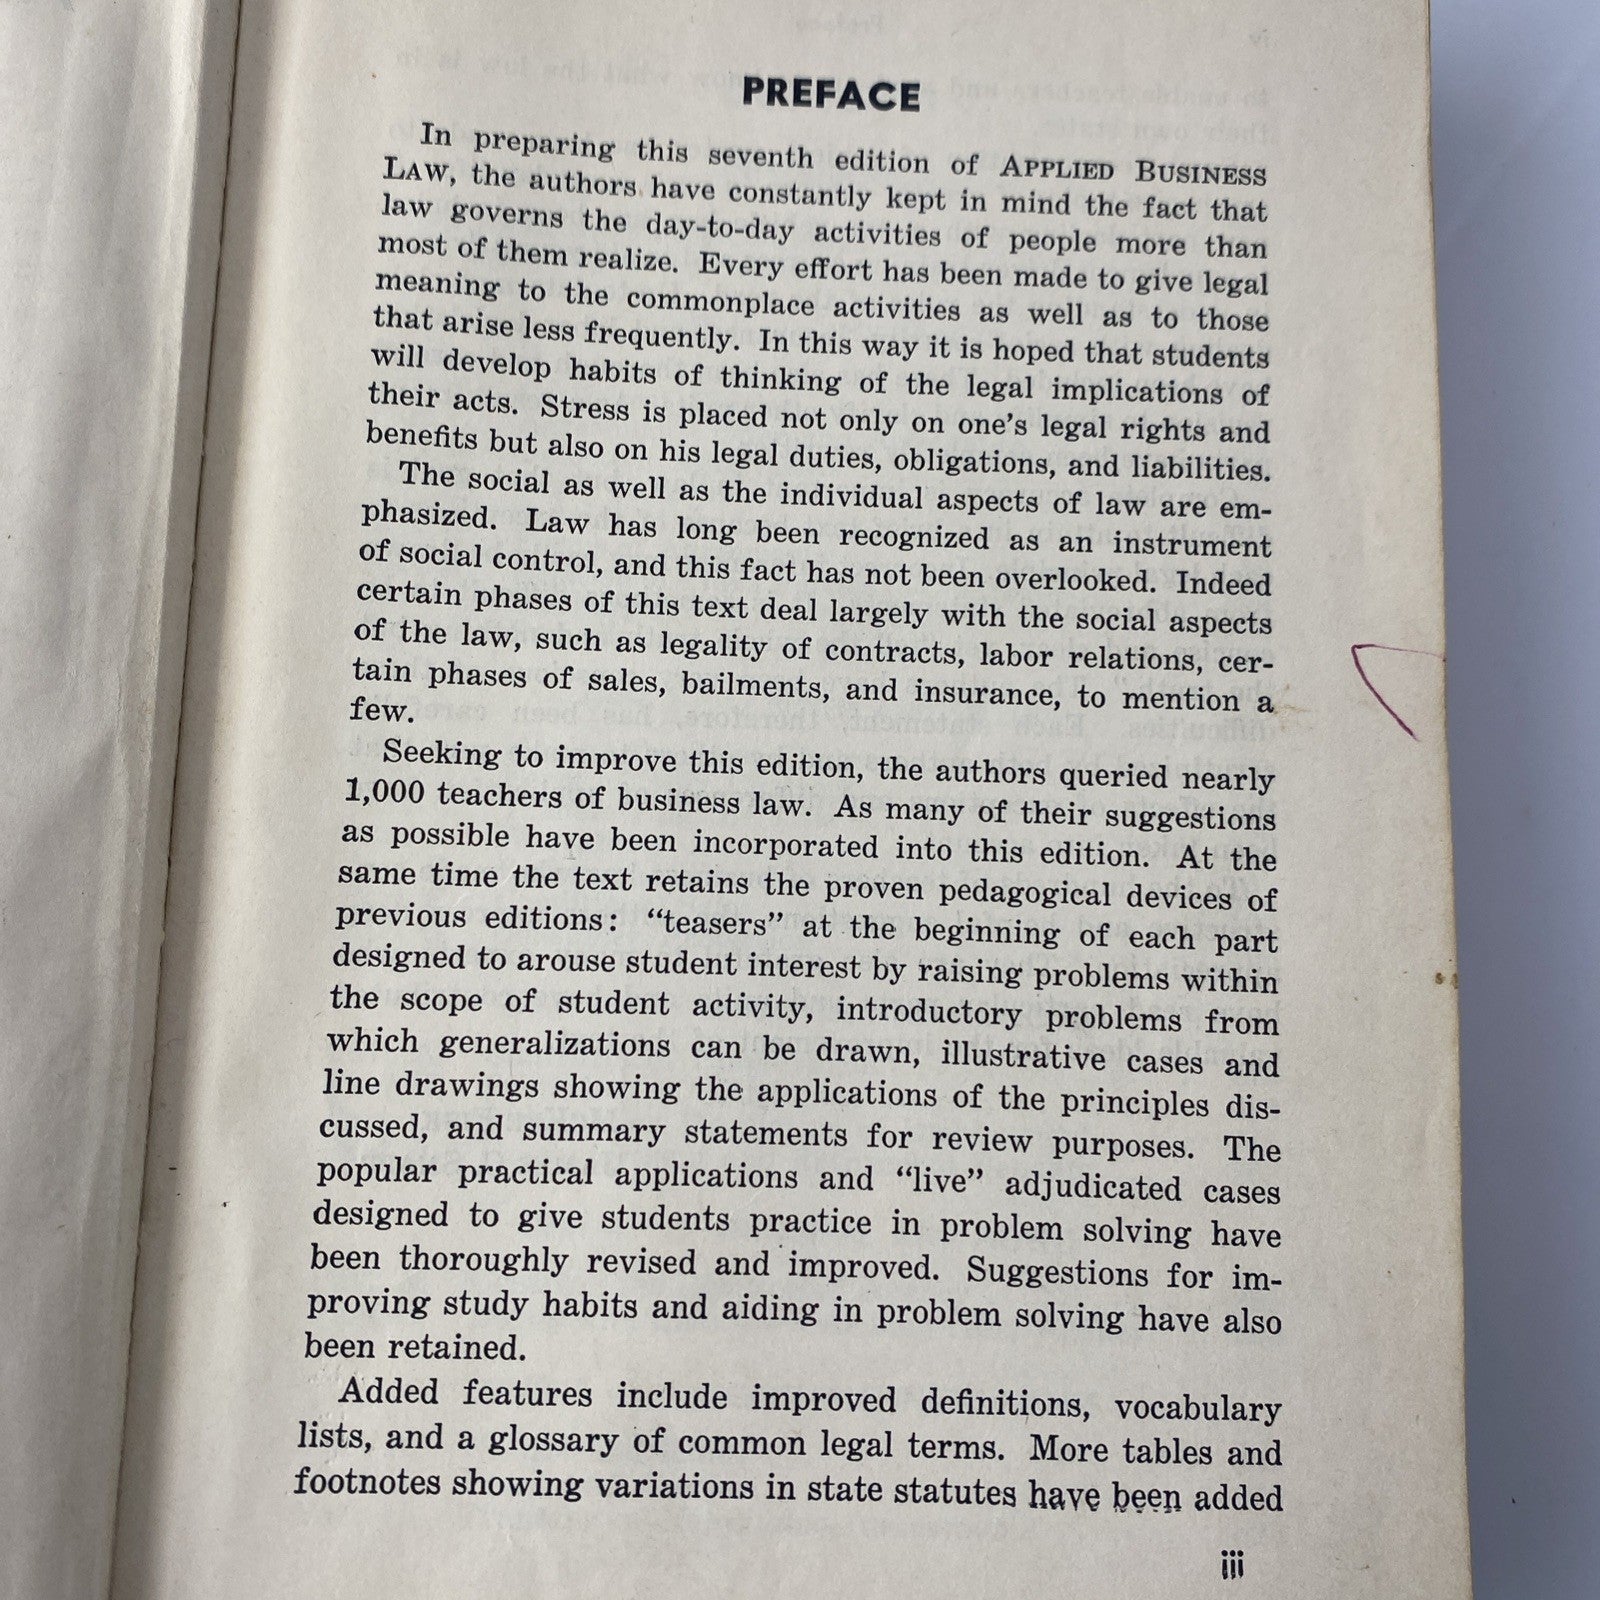 PREFACE
In preparing this seventh edition of APPLIED BUSINESS
LAW, the authors have constantly kept in mind the fact that
law governs the day-to-day activities of people more than
most of them realize. Every effort has been made to give legal
meaning to the commonplace activities as well as to those
that arise less frequently. In this way it is hoped that students
will develop habits of thinking of the legal implications of
their acts. Stress is placed not only on one's legal rights and
benefits but also on his legal duties, obligations, and liabilities.
The social as well as the individual aspects of law are em-
phasized. Law has long been recognized as an instrument
of social control, and this fact has not been overlooked. Indeed
certain phases of this text deal largely with the social aspects
of the law, such as legality of contracts, labor relations, cer-
tain phases of sales, bailments, and insurance, to mention a
few.
Seeking to improve this edition, the authors queried nearly
1,000 teachers of business law. As many of their suggestions
as possible have been incorporated into this edition. At the
same time the text retains the proven pedagogical devices of
previous editions: "teasers" at the beginning of each part
designed to arouse student interest by raising problems within
the scope of student activity, introductory problems from
which generalizations can be drawn, illustrative cases and
line drawings showing the applications of the principles dis-
cussed, and summary statements for review purposes. The
popular practical applications and "live" adjudicated cases
designed to give students practice in problem solving have
been thoroughly revised and improved. Suggestions for im-
proving study habits and aiding in problem solving have also
been retained.
Added features include improved definitions, vocabulary
lists, and a glossary of common legal terms. More tables and
footnotes showing variations in state statutes have been added
iii